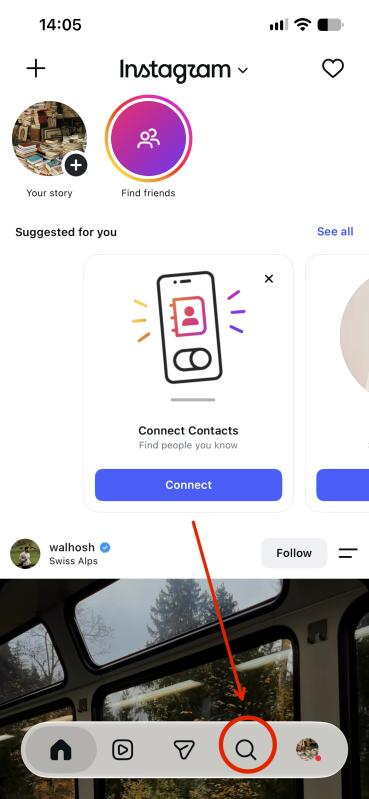 14:05
Instagram
Your story
Find friends
Suggested for you
See all
Connect Contacts
Find people you know
Connect
walhosh
Follow
Swiss Alps